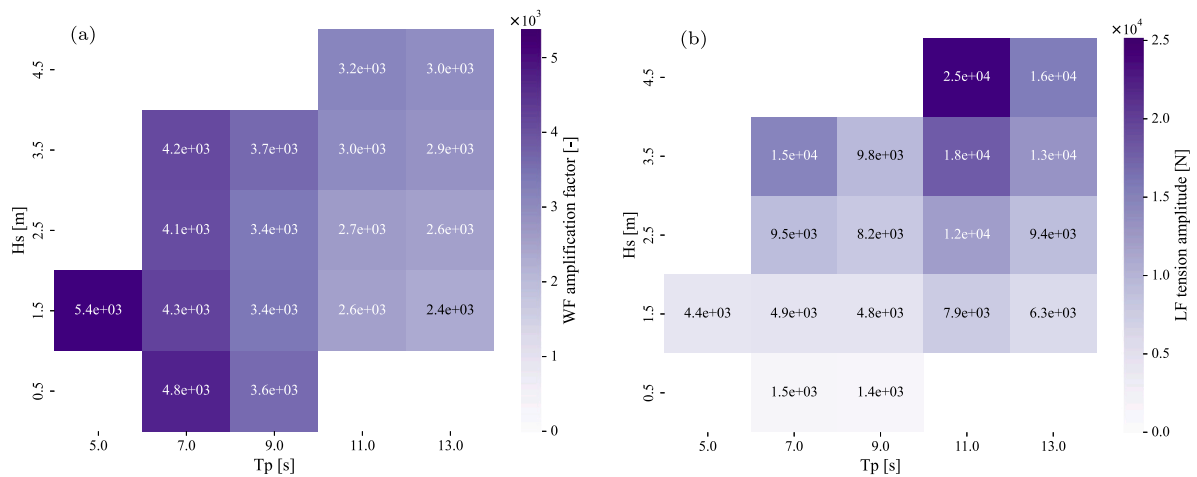 (a)
×10³
4.5
3.2e+03 3.0e+03
3.5
4.2e+03 3.7e+03 3.0e+03 2.9e+03
2.5
4.1e+03 3.4e+03 2.7e+03 2.6e+03
1.5
5.4e+03 4.3e+03 3.4e+03 2.6e+03 2.4e+03
0.5
4.8e+03 3.6e+03
Hs [m]
5.0 7.0 9.0 11.0 13.0
Tp [s]
5
4
3
2
1
0
WF amplification factor [-]
(b)
×10⁴
4.5
2.5e+04 1.6e+04
3.5
1.5e+04 9.8e+03 1.8e+04 1.3e+04
2.5
9.5e+03 8.2e+03 1.2e+04 9.4e+03
1.5
4.4e+03 4.9e+03 4.8e+03 7.9e+03 6.3e+03
0.5
1.5e+03 1.4e+03
Hs [m]
5.0 7.0 9.0 11.0 13.0
Tp [s]
2.5
2.0
1.5
1.0
0.5
0.0
LF tension amplitude [N]